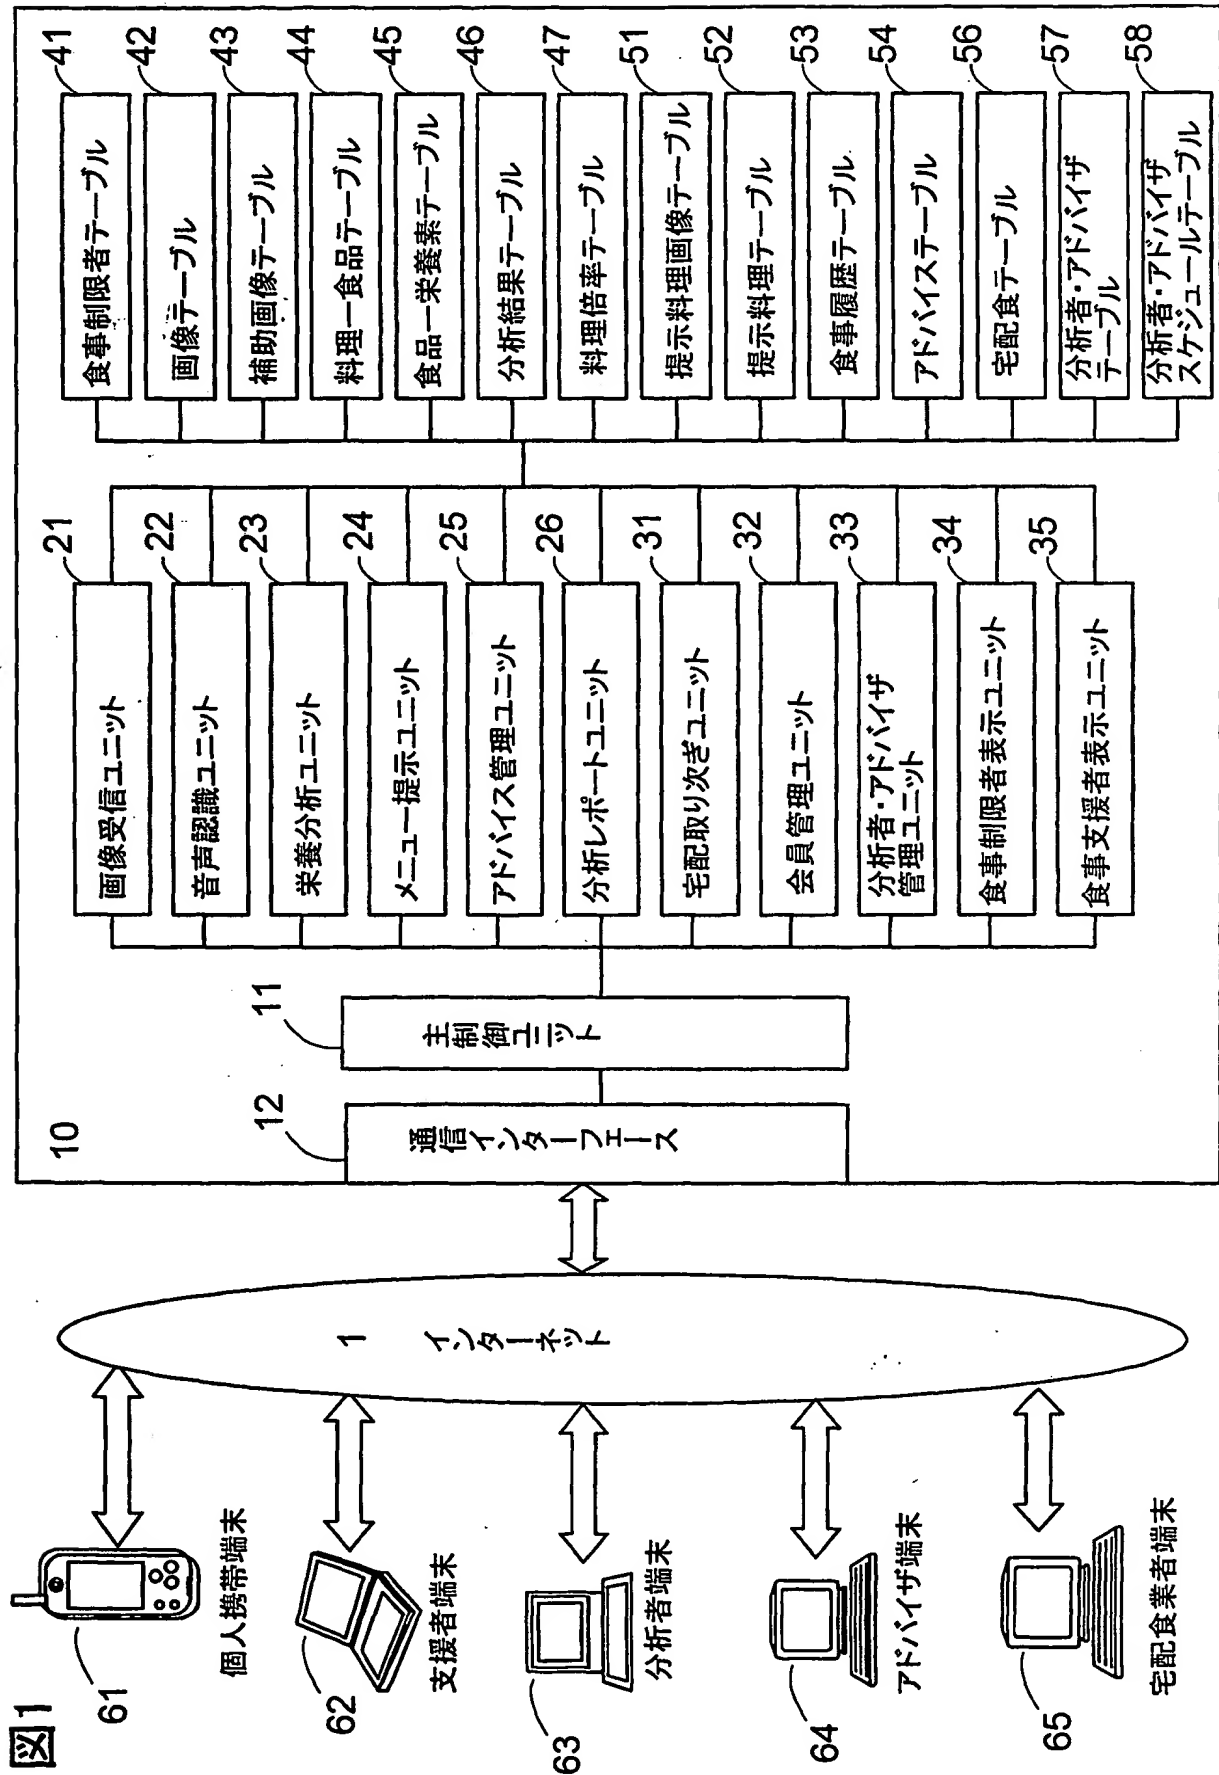 図1
61
個人携帯端末
62
支援者端末
63
分析者端末
64
アドバイザ端末
65
宅配食業者端末
1
インターネット
10
12
通信インターフェース
11
主制御ユニット
21
画像受信ユニット
22
音声認識ユニット
23
栄養分析ユニット
24
メニュー提示ユニット
25
アドバイス管理ユニット
26
分析レポートユニット
31
宅配取り次ぎユニット
32
会員管理ユニット
33
分析者・アドバイザ
管理ユニット
34
食事制限者表示ユニット
35
食事支援者表示ユニット
41
食事制限者テーブル
42
画像テーブル
43
補助画像テーブル
44
料理ー食品テーブル
45
食品ー栄養素テーブル
46
分析結果テーブル
47
料理倍率テーブル
51
提示料理画像テーブル
52
提示料理テーブル
53
食事履歴テーブル
54
アドバイステーブル
56
宅配食テーブル
57
分析者・アドバイザ
テーブル
58
分析者・アドバイザ
スケジュールテーブル